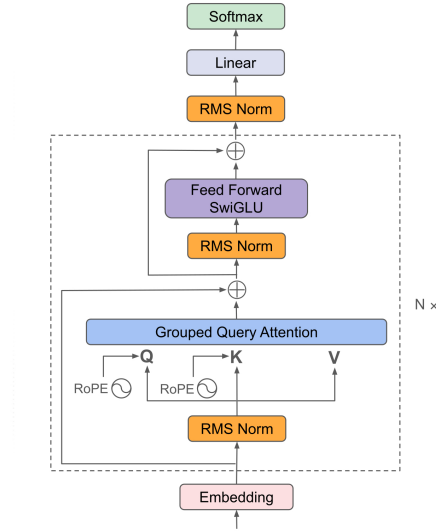 Softmax
Linear
RMS Norm
Feed Forward
SwiGLU
RMS Norm
N ×
Grouped Query Attention
Q K V
RoPE RoPE
RMS Norm
Embedding